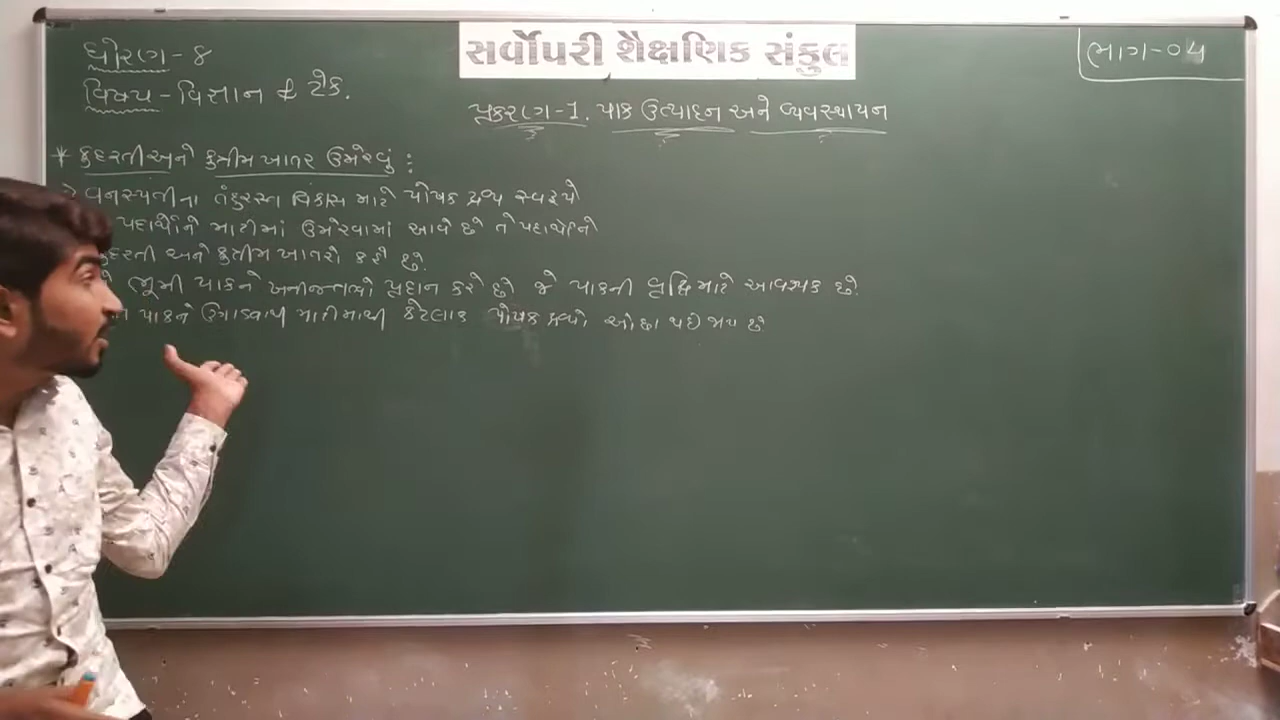 સર્વોપરી શૈક્ષણિક સંકુલ
ધોરણ - ૪
ભાગ-૦૫
વિષય - વિજ્ઞાન & ટેક.
પ્રકરણ-1. પાક ઉત્પાદન અને વ્યવસ્થાપન
* કુદરતી અને કુત્રીમ ખાતર ઉમેરવું :
વનસ્પતીના તંદુરસ્ત વિકાસ માટે પોષક દ્રવ્ય સ્વરૂપે
પદાર્થોને માટીમાં ઉમેરવામાં આવે છે તે પદાર્થોને
કુદરતી અને કુત્રીમ ખાતરો કહે છે.
ભૂમી પાકને ખનીજતત્વો પ્રદાન કરે છે જે પાકની વૃધ્ધિ માટે આવશ્યક છે.
પાકને ઉગાડવાથી માટીમાથી કેટલાક પોષક દ્રવ્યો ઓછા થઈ જાય છે